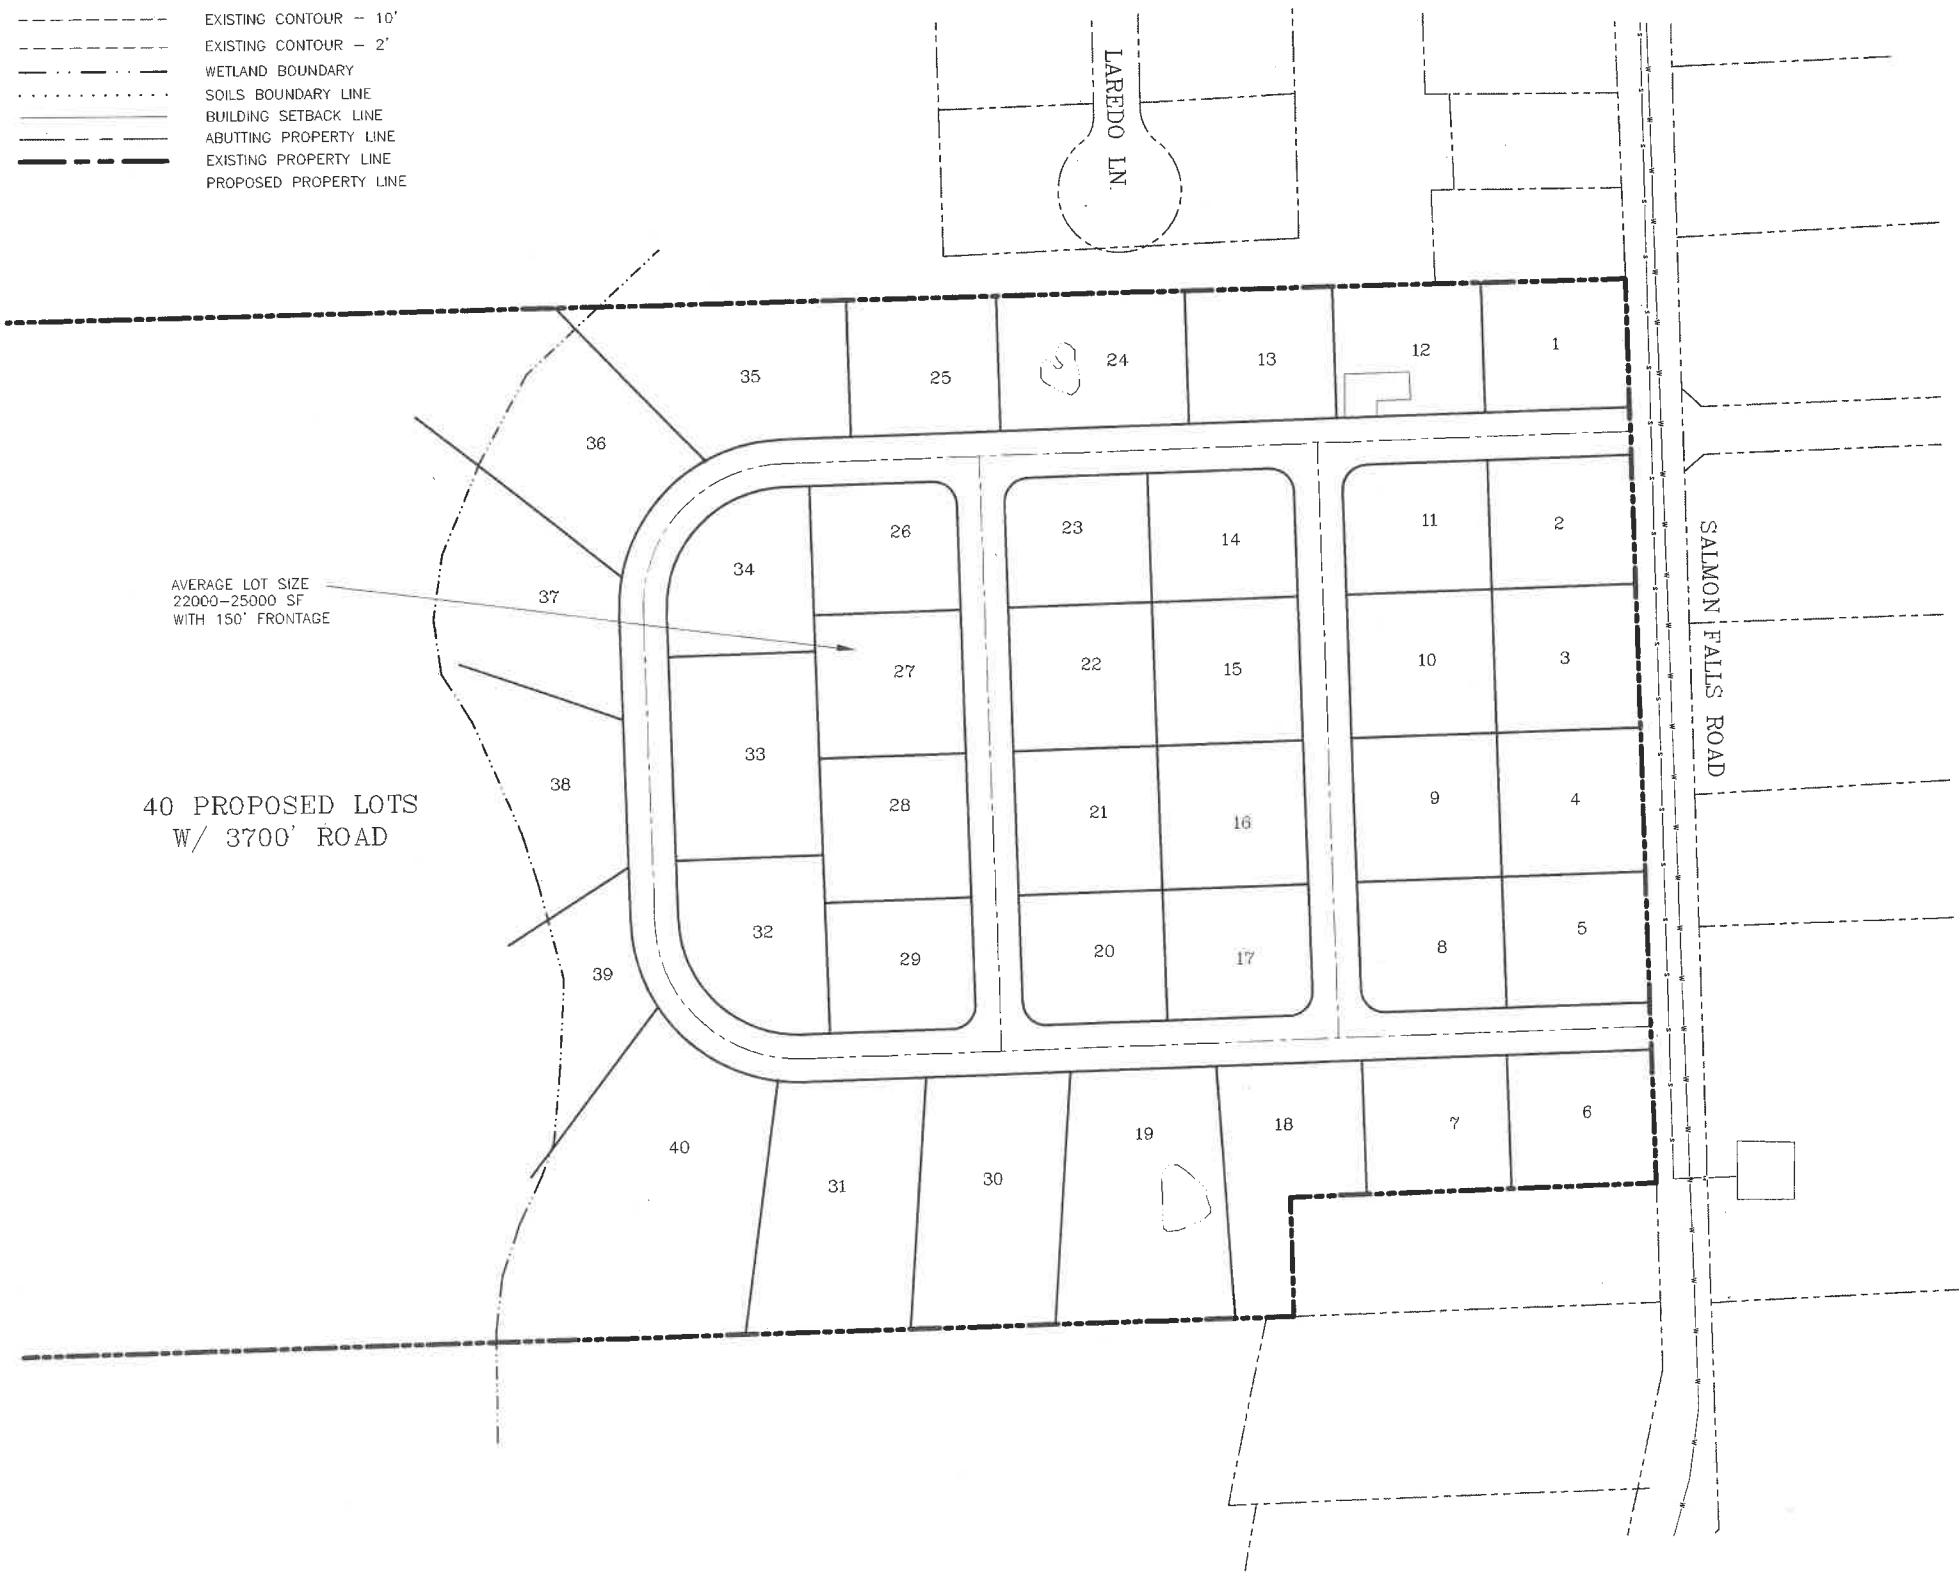 EXISTING CONTOUR - 10'
EXISTING CONTOUR - 2'
WETLAND BOUNDARY
SOILS BOUNDARY LINE
BUILDING SETBACK LINE
ABUTTING PROPERTY LINE
EXISTING PROPERTY LINE
PROPOSED PROPERTY LINE
LAREDO LN.
35
25
24
13
12
1
36
34
26
23
14
11
2
AVERAGE LOT SIZE
22000-25000 SF
WITH 150' FRONTAGE
37
27
22
15
10
3
SALMON FALLS ROAD
33
38
28
21
16
9
4
40 PROPOSED LOTS
W/ 3700' ROAD
39
32
29
20
17
8
5
40
31
30
19
18
7
6